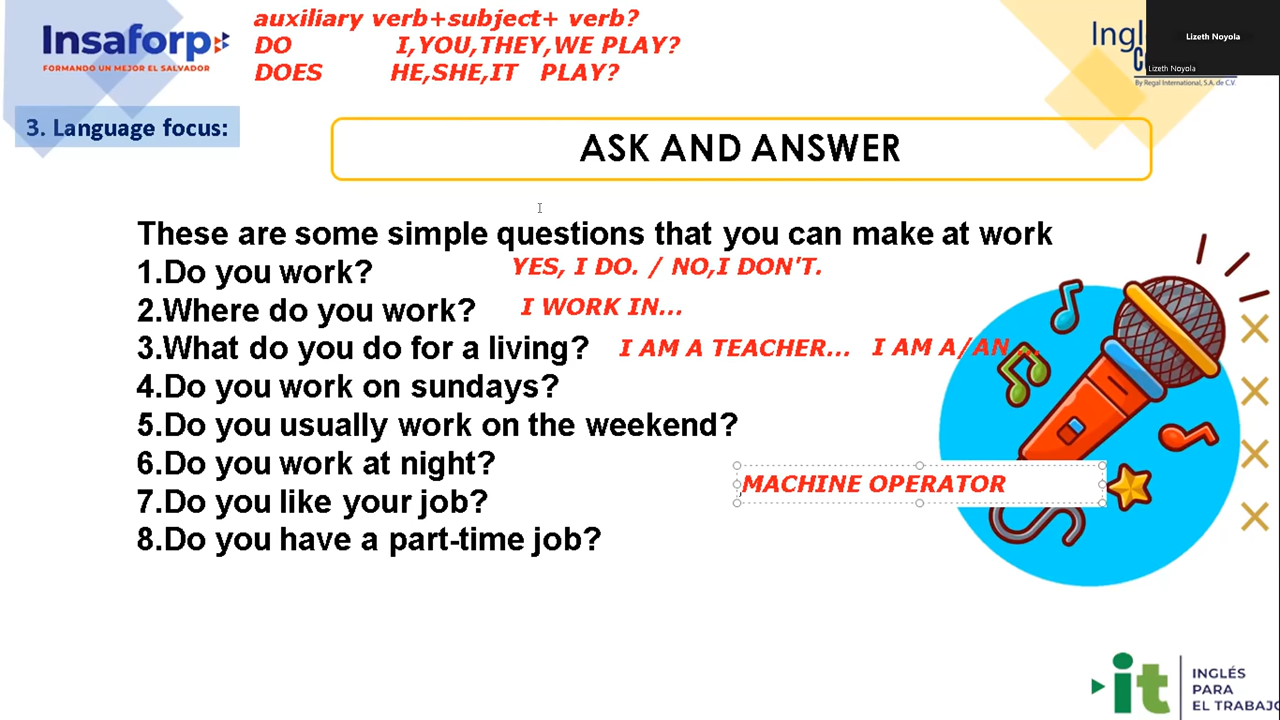 auxiliary verb+subject+ verb?
DO I,YOU,THEY,WE PLAY?
DOES HE,SHE,IT PLAY?
Insaforp
FORMANDO UN MEJOR EL SALVADOR
Ingl
Lizeth Noyola
Lizeth Noyola
By Regal International, S.A. de C.V.
3. Language focus:
ASK AND ANSWER
These are some simple questions that you can make at work
1.Do you work? YES, I DO. / NO,I DON'T.
2.Where do you work? I WORK IN...
3.What do you do for a living? I AM A TEACHER... I AM A/AN ...
4.Do you work on sundays?
5.Do you usually work on the weekend?
6.Do you work at night?
MACHINE OPERATOR
7.Do you like your job?
8.Do you have a part-time job?
it
INGLÉS
PARA
EL TRABAJO